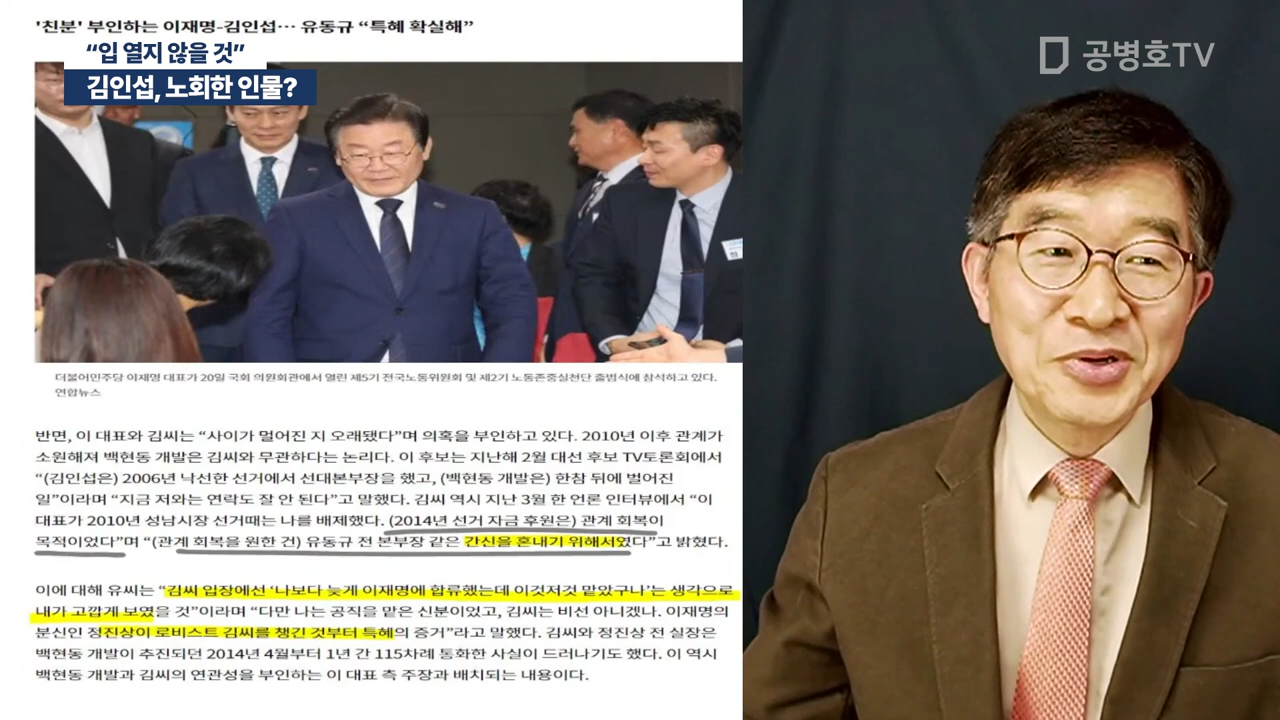 '친분' 부인하는 이재명-김인섭… 유동규 “특혜 확실해”
“입 열지 않을 것”
김인섭, 노회한 인물?
공병호TV
더불어민주당 이재명 대표가 20일 국회 의원회관에서 열린 제5기 전국노동위원회 및 제2기 노동존중실천단 출범식에 참석하고 있다.
연합뉴스
반면, 이 대표와 김씨는 “사이가 멀어진 지 오래됐다”며 의혹을 부인하고 있다. 2010년 이후 관계가
소원해져 백현동 개발은 김씨와 무관하다는 논리다. 이 후보는 지난해 2월 대선 후보 TV토론회에서
“(김인섭은) 2006년 낙선한 선거에서 선대본부장을 했고, (백현동 개발은) 한참 뒤에 벌어진
일”이라며 “지금 저와는 연락도 잘 안 된다”고 말했다. 김씨 역시 지난 3월 한 언론 인터뷰에서 “이
대표가 2010년 성남시장 선거때는 나를 배제했다. (2014년 선거 자금 후원은) 관계 회복이
목적이었다”며 “(관계 회복을 원한 건) 유동규 전 본부장 같은 간신을 혼내기 위해서였다”고 밝혔다.
이에 대해 유씨는 “김씨 입장에선 ‘나보다 늦게 이재명에 합류했는데 이것저것 맡았구나’는 생각으로
내가 고깝게 보였을 것”이라며 “다만 나는 공직을 맡은 신분이었고, 김씨는 비선 아니겠나. 이재명의
분신인 정진상이 로비스트 김씨를 챙긴 것부터 특혜의 증거”라고 말했다. 김씨와 정진상 전 실장은
백현동 개발이 추진되던 2014년 4월부터 1년 간 115차례 통화한 사실이 드러나기도 했다. 이 역시
백현동 개발과 김씨의 연관성을 부인하는 이 대표 측 주장과 배치되는 내용이다.